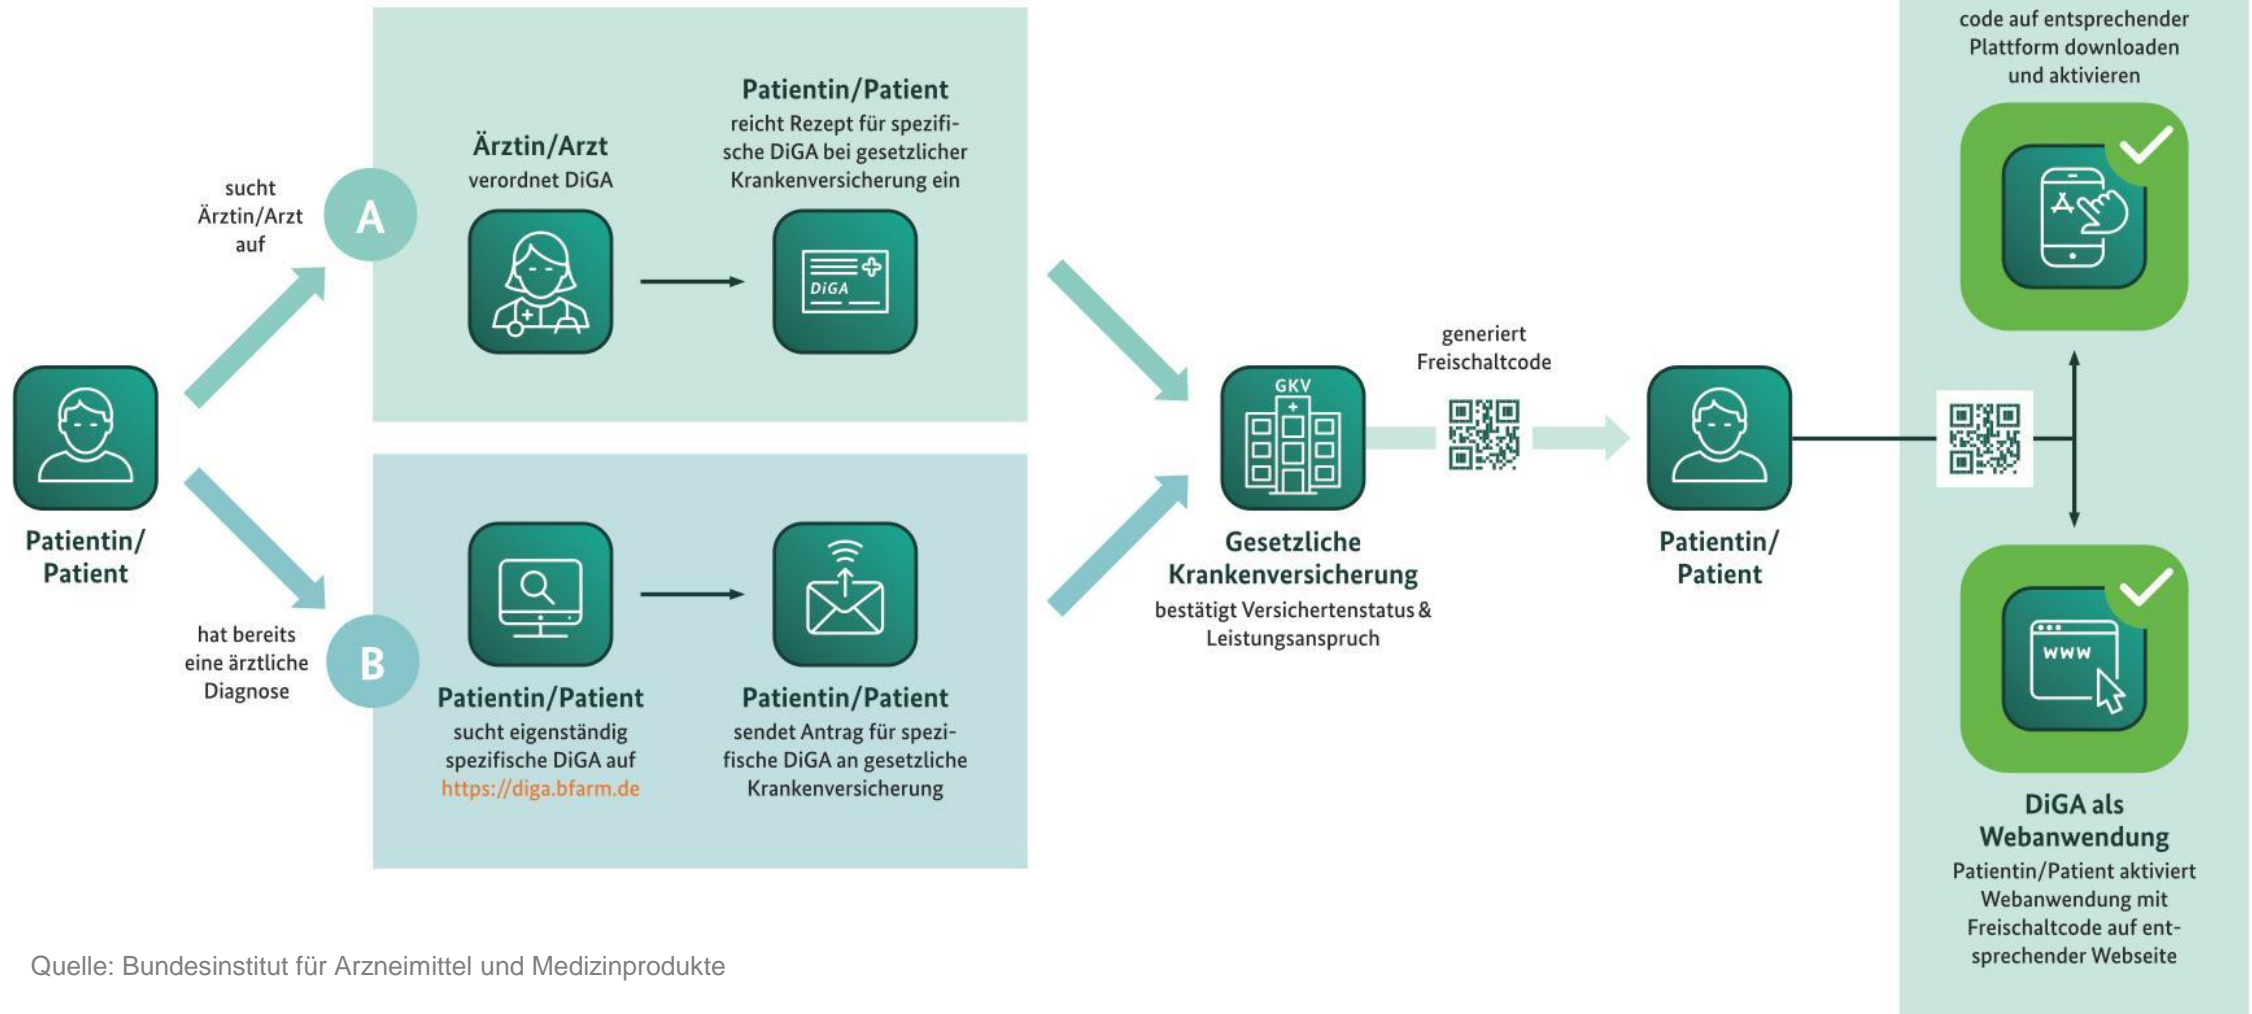 sucht
Ärztin/Arzt
auf
A
Ärztin/Arzt
verordnet DiGA
Patientin/Patient
reicht Rezept für spezifi-
sche DiGA bei gesetzlicher
Krankenversicherung ein
DiGA
Patientin/
Patient
hat bereits
eine ärztliche
Diagnose
B
Patientin/Patient
sucht eigenständig
spezifische DiGA auf
https://diga.bfarm.de
Patientin/Patient
sendet Antrag für spezi-
fische DiGA an gesetzliche
Krankenversicherung
GKV
Gesetzliche
Krankenversicherung
bestätigt Versichertenstatus &
Leistungsanspruch
generiert
Freischaltcode
Patientin/
Patient
code auf entsprechender
Plattform downloaden
und aktivieren
www
DiGA als
Webanwendung
Patientin/Patient aktiviert
Webanwendung mit
Freischaltcode auf ent-
sprechender Webseite
Quelle: Bundesinstitut für Arzneimittel und Medizinprodukte